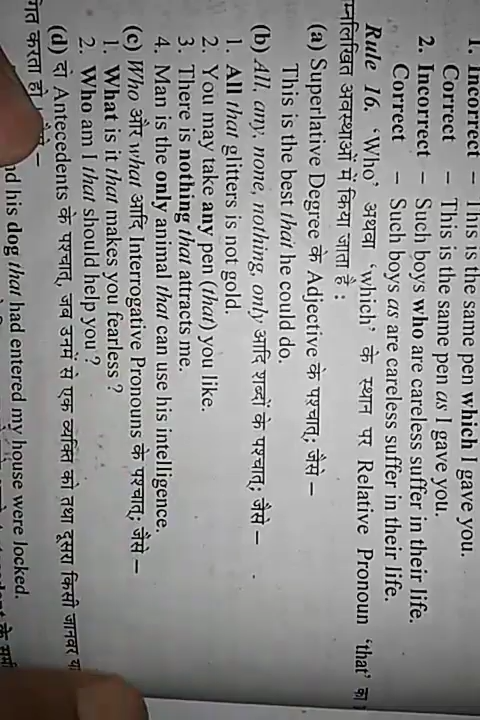 1. Incorrect – This is the same pen which I gave you.
Correct – This is the same pen as I gave you.
2. Incorrect – Such boys who are careless suffer in their life.
Correct – Such boys as are careless suffer in their life.
Rule 16. 'Who' अथवा 'which' के स्थान पर Relative Pronoun 'that' का
म्नलिखित अवस्थाओं में किया जाता है :
(a) Superlative Degree के Adjective के पश्चात्; जैसे –
This is the best that he could do.
(b) All, any, none, nothing, only आदि शब्दों के पश्चात्; जैसे –
1. All that glitters is not gold.
2. You may take any pen (that) you like.
3. There is nothing that attracts me.
4. Man is the only animal that can use his intelligence.
(c) Who और what आदि Interrogative Pronouns के पश्चात्; जैसे –
1. What is it that makes you fearless ?
2. Who am I that should help you ?
(d) दो Antecedents के पश्चात्, जब उनमें से एक व्यक्ति को तथा दूसरा किसी जानवर या
गत करता हो।
nd his dog that had entered my house were locked.